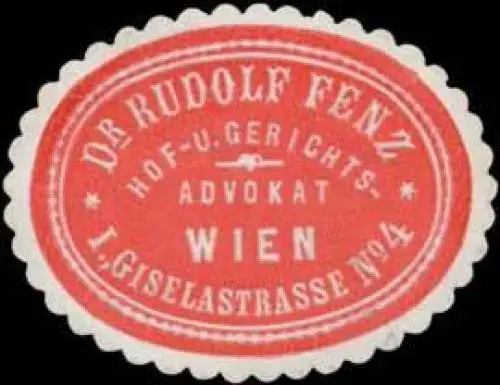 DR RUDOLF FENZ
HOF-U. GERICHTS-
ADVOKAT
WIEN
I., GISELASTRASSE No 4